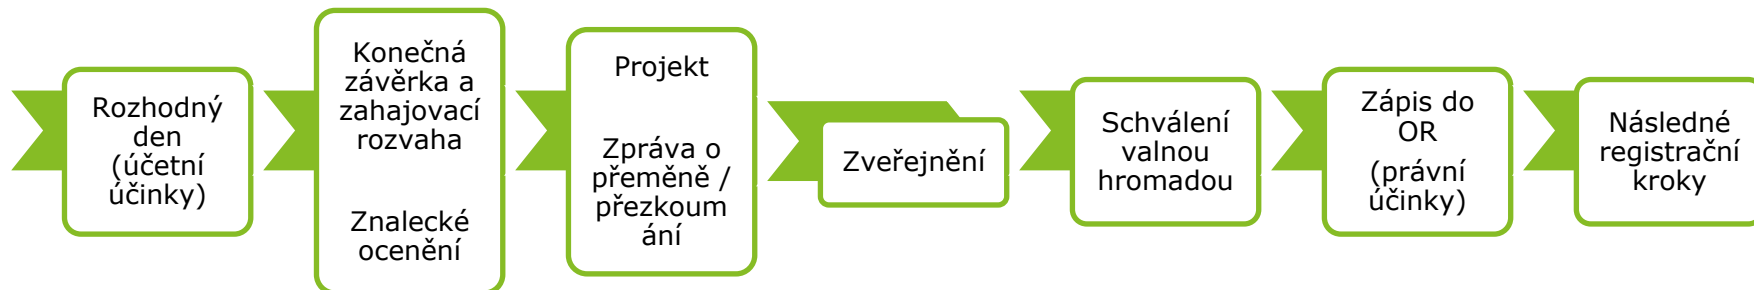 Rozhodný
den
(účetní
účinky)
Konečná
závěrka a
zahajovací
rozvaha
Znalecké
ocenění
Projekt
Zpráva o
přeměně /
přezkoum
ání
Zveřejnění
Schválení
valnou
hromadou
Zápis do
OR
(právní
účinky)
Následné
registrační
kroky